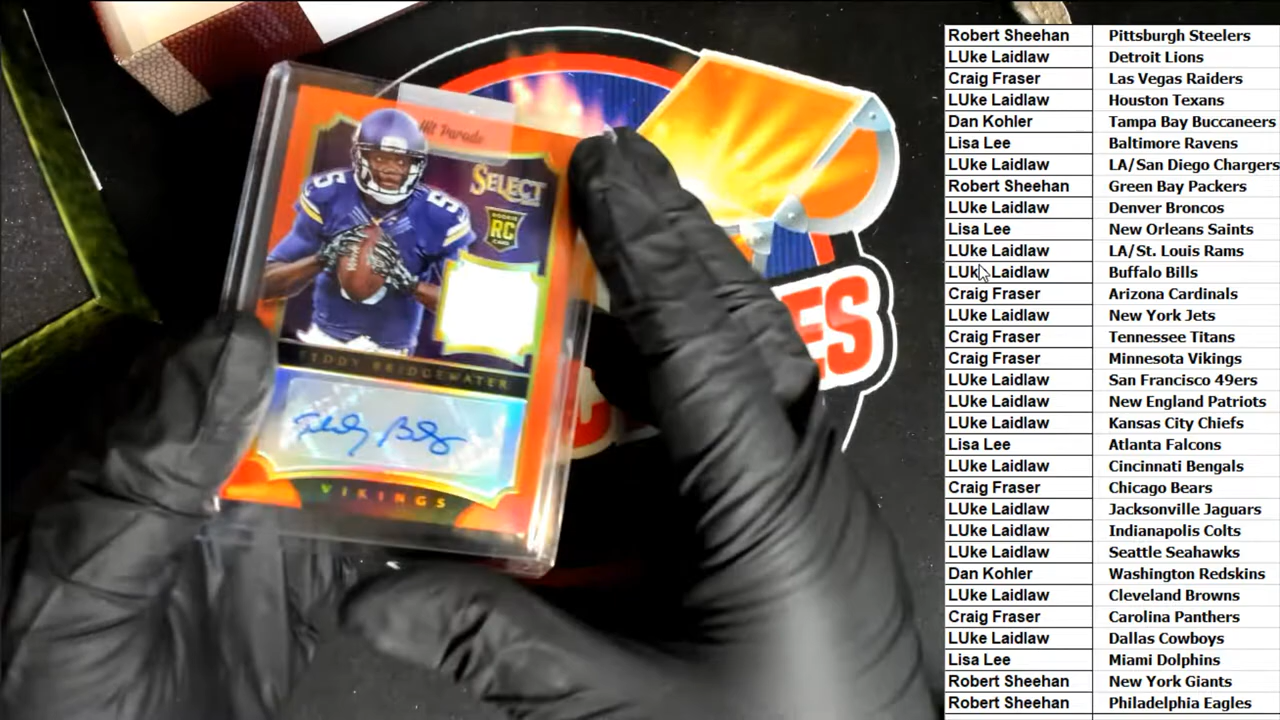 Hit Parade
SELECT
ROOKIE
RC
CARD
5
5
TEDDY BRIDGEWATER
VIKINGS
ES
Robert Sheehan Pittsburgh Steelers
LUke Laidlaw Detroit Lions
Craig Fraser Las Vegas Raiders
LUke Laidlaw Houston Texans
Dan Kohler Tampa Bay Buccaneers
Lisa Lee Baltimore Ravens
LUke Laidlaw LA/San Diego Chargers
Robert Sheehan Green Bay Packers
LUke Laidlaw Denver Broncos
Lisa Lee New Orleans Saints
LUke Laidlaw LA/St. Louis Rams
LUke Laidlaw Buffalo Bills
Craig Fraser Arizona Cardinals
LUke Laidlaw New York Jets
Craig Fraser Tennessee Titans
Craig Fraser Minnesota Vikings
LUke Laidlaw San Francisco 49ers
LUke Laidlaw New England Patriots
LUke Laidlaw Kansas City Chiefs
Lisa Lee Atlanta Falcons
LUke Laidlaw Cincinnati Bengals
Craig Fraser Chicago Bears
LUke Laidlaw Jacksonville Jaguars
LUke Laidlaw Indianapolis Colts
LUke Laidlaw Seattle Seahawks
Dan Kohler Washington Redskins
LUke Laidlaw Cleveland Browns
Craig Fraser Carolina Panthers
LUke Laidlaw Dallas Cowboys
Lisa Lee Miami Dolphins
Robert Sheehan New York Giants
Robert Sheehan Philadelphia Eagles